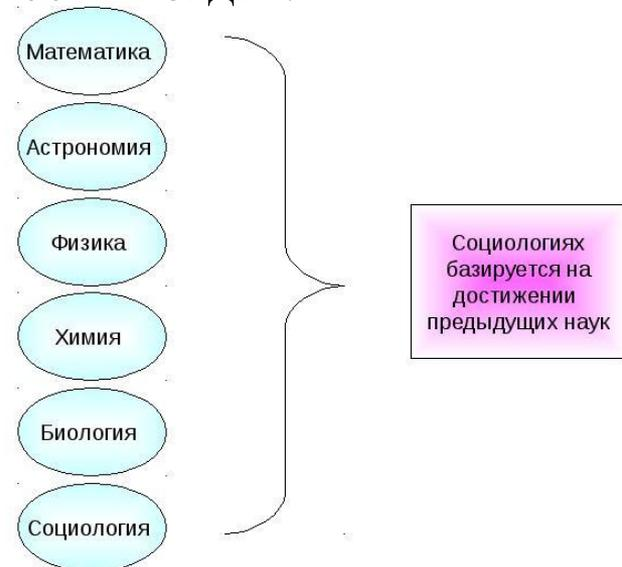 Математика
Астрономия
Физика
Химия
Биология
Социология
Социологиях
базируется на
достижении
предыдущих наук